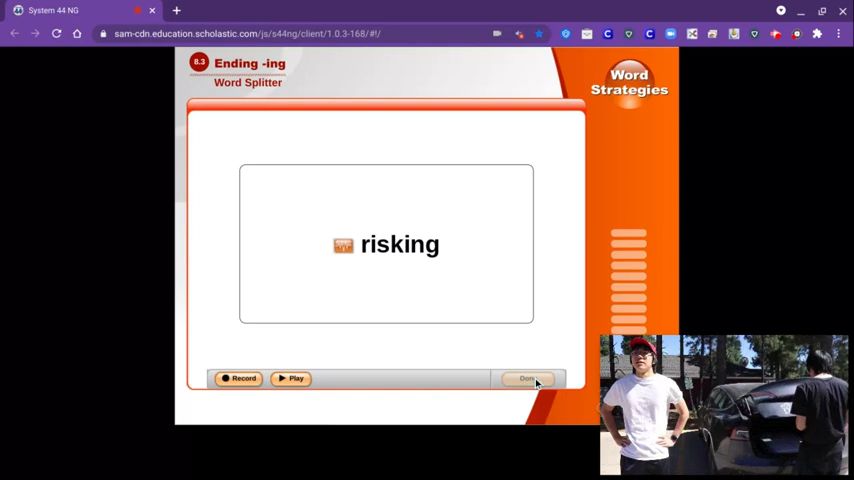 System 44 NG
sam-cdn.education.scholastic.com/js/s44ng/client/1.0.3-168/#!/
8.3 Ending -ing
Word Splitter
Word
Strategies
risking
Record
Play